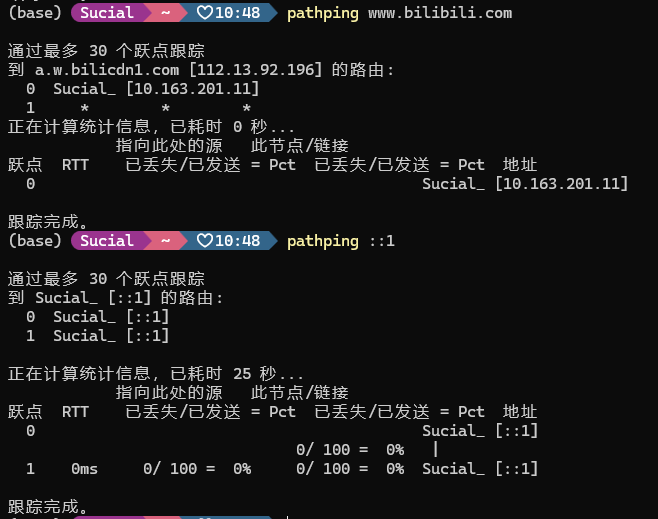 (base) Sucial ~ ♡10:48 pathping www.bilibili.com
通过最多 30 个跃点跟踪
到 a.w.bilicdn1.com [112.13.92.196] 的路由:
0 Sucial_ [10.163.201.11]
1 * * *
正在计算统计信息，已耗时 0 秒...
指向此处的源 此节点/链接
跃点 RTT 已丢失/已发送 = Pct 已丢失/已发送 = Pct 地址
0 Sucial_ [10.163.201.11]
跟踪完成。
(base) Sucial ~ ♡10:48 pathping ::1
通过最多 30 个跃点跟踪
到 Sucial_ [::1] 的路由:
0 Sucial_ [::1]
1 Sucial_ [::1]
正在计算统计信息，已耗时 25 秒...
指向此处的源 此节点/链接
跃点 RTT 已丢失/已发送 = Pct 已丢失/已发送 = Pct 地址
0 Sucial_ [::1]
0/ 100 = 0% |
1 0ms 0/ 100 = 0% 0/ 100 = 0% Sucial_ [::1]
跟踪完成。